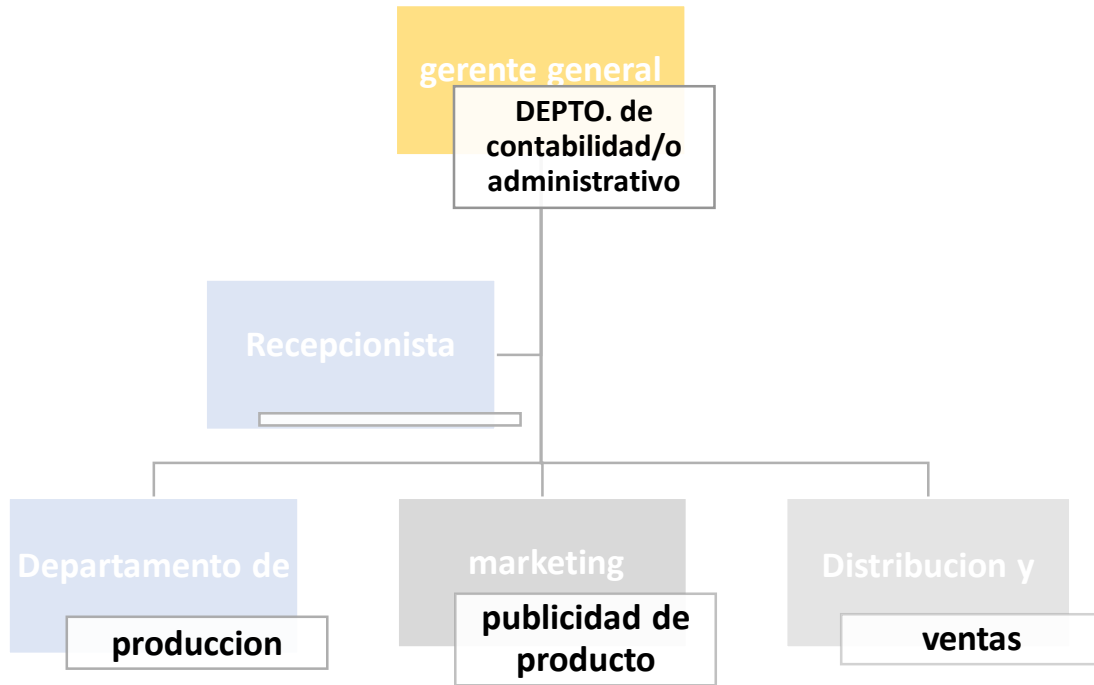 gerente general
DEPTO. de
contabilidad/o
administrativo
Recepcionista
Departamento de
produccion
marketing
publicidad de
producto
Distribucion y
ventas